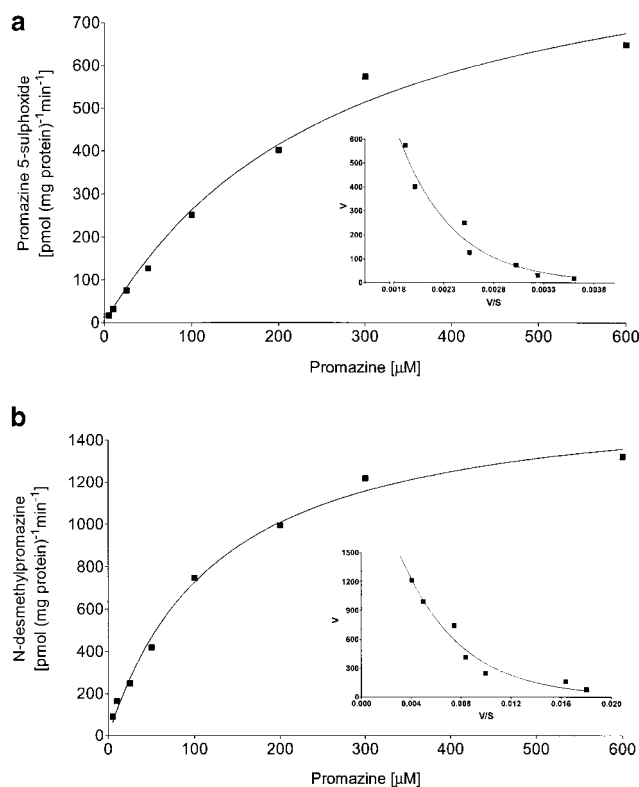 a
Promazine 5-sulphoxide
[pmol (mg protein)⁻¹min⁻¹]
700
600
500
400
300
200
100
0
0 100 200 300 400 500 600
Promazine [µM]
V
600
500
400
300
200
100
0
0.0018 0.0023 0.0028 0.0033 0.0038
V/S
b
N-desmethylpromazine
[pmol (mg protein)⁻¹min⁻¹]
1400
1200
1000
800
600
400
200
0
0 100 200 300 400 500 600
Promazine [µM]
V
1500
1200
900
600
300
0
0.000 0.004 0.008 0.012 0.016 0.020
V/S